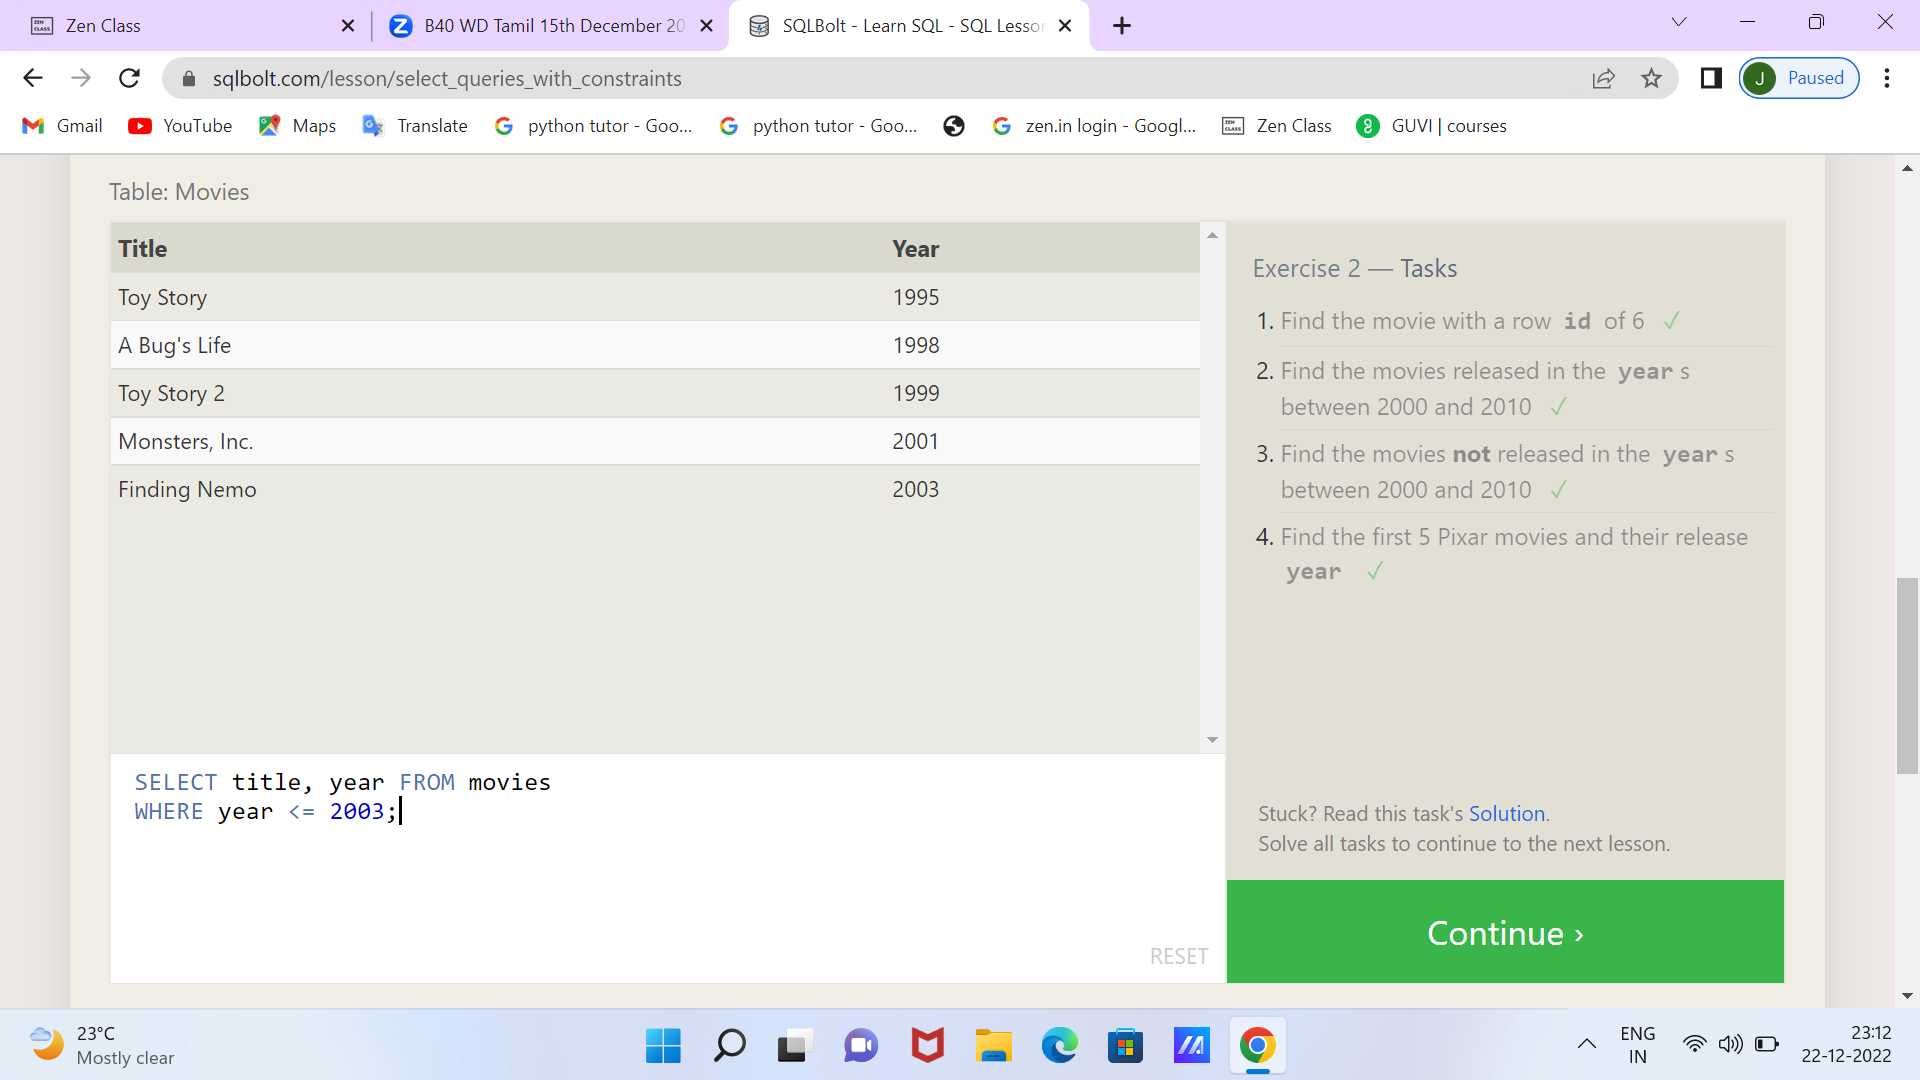 Zen Class
B40 WD Tamil 15th December 20
SQLBolt - Learn SQL - SQL Lesson
sqlbolt.com/lesson/select_queries_with_constraints
J Paused
Gmail YouTube Maps Translate python tutor - Goo... python tutor - Goo... zen.in login - Googl... Zen Class GUVI | courses
Table: Movies
Title Year
Toy Story 1995
A Bug's Life 1998
Toy Story 2 1999
Monsters, Inc. 2001
Finding Nemo 2003
Exercise 2 — Tasks
1. Find the movie with a row id of 6 ✓
2. Find the movies released in the year s
between 2000 and 2010 ✓
3. Find the movies not released in the year s
between 2000 and 2010 ✓
4. Find the first 5 Pixar movies and their release
year ✓
SELECT title, year FROM movies
WHERE year <= 2003;
RESET
Stuck? Read this task's Solution.
Solve all tasks to continue to the next lesson.
Continue ›
23°C
Mostly clear
ENG
IN
23:12
22-12-2022